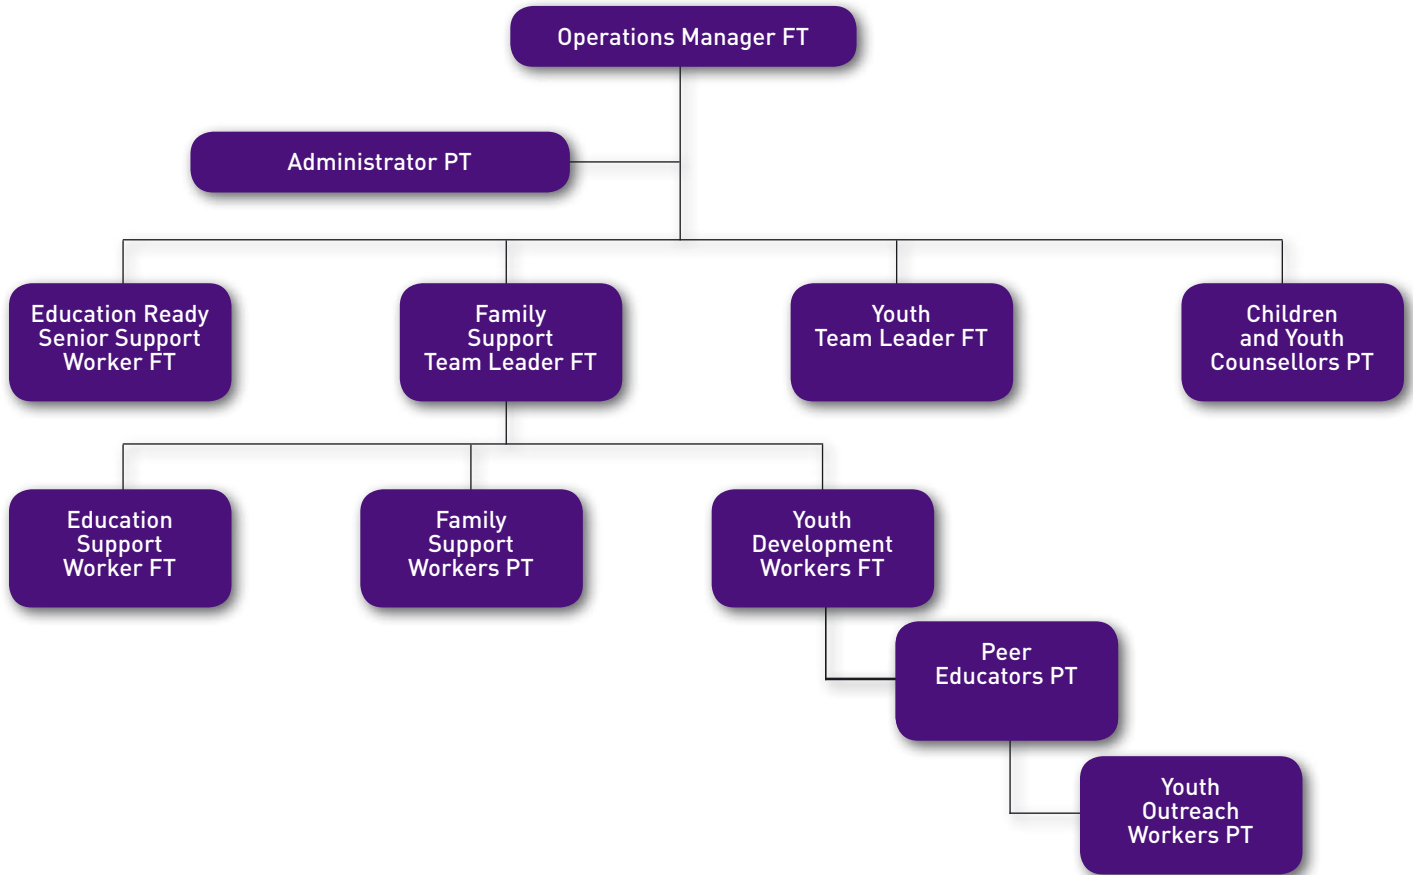 Operations Manager FT
Administrator PT
Education Ready
Senior Support
Worker FT
Family
Support
Team Leader FT
Youth
Team Leader FT
Children
and Youth
Counsellors PT
Education
Support
Worker FT
Family
Support
Workers PT
Youth
Development
Workers FT
Peer
Educators PT
Youth
Outreach
Workers PT